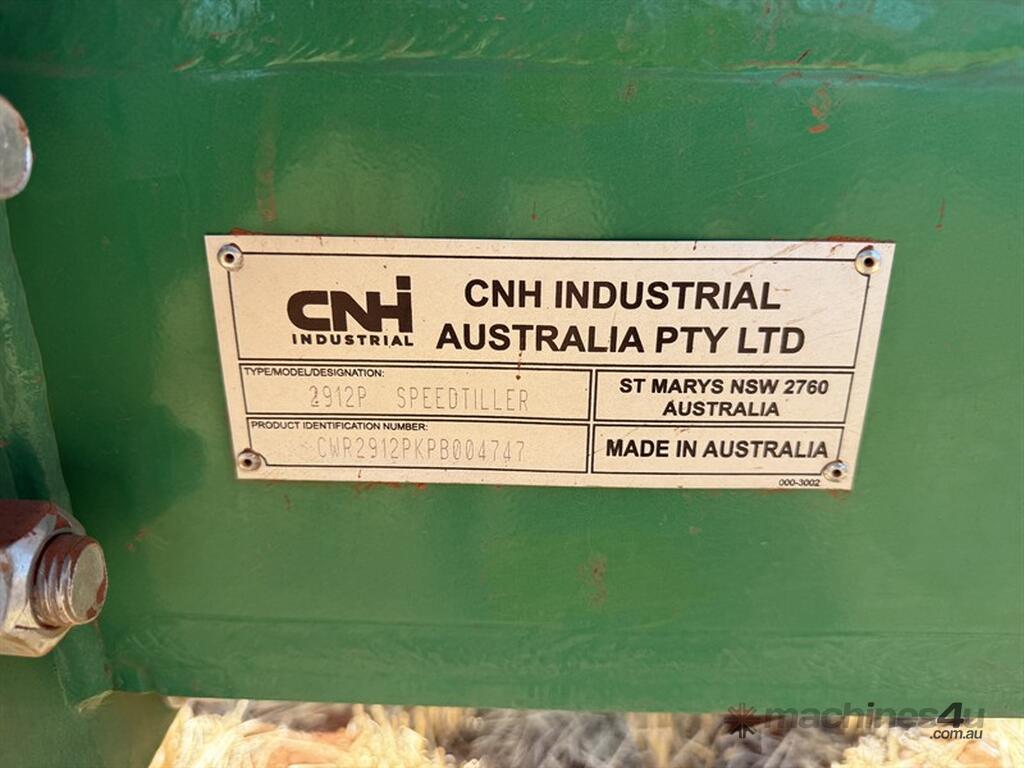 CNH
INDUSTRIAL
CNH INDUSTRIAL
AUSTRALIA PTY LTD
TYPE/MODEL/DESIGNATION:
2912P SPEEDTILLER
ST MARYS NSW 2760
AUSTRALIA
PRODUCT IDENTIFICATION NUMBER:
CWR2912PKPB004747
MADE IN AUSTRALIA
000-3002
machines4u
.com.au